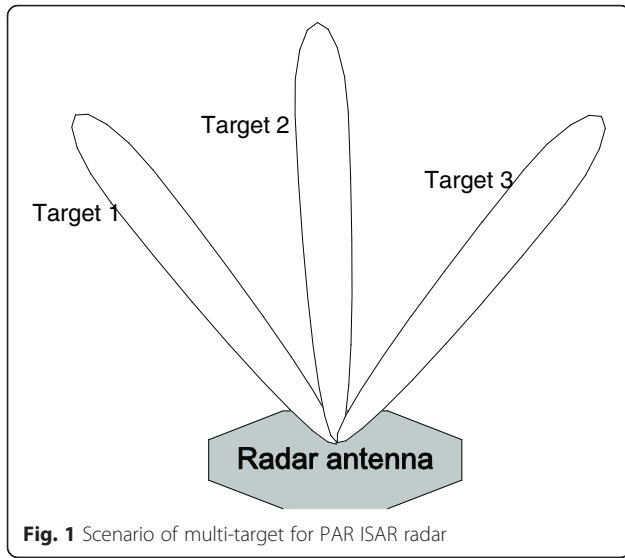 Target 2
Target 3
Target 1
Radar antenna
Fig. 1 Scenario of multi-target for PAR ISAR radar